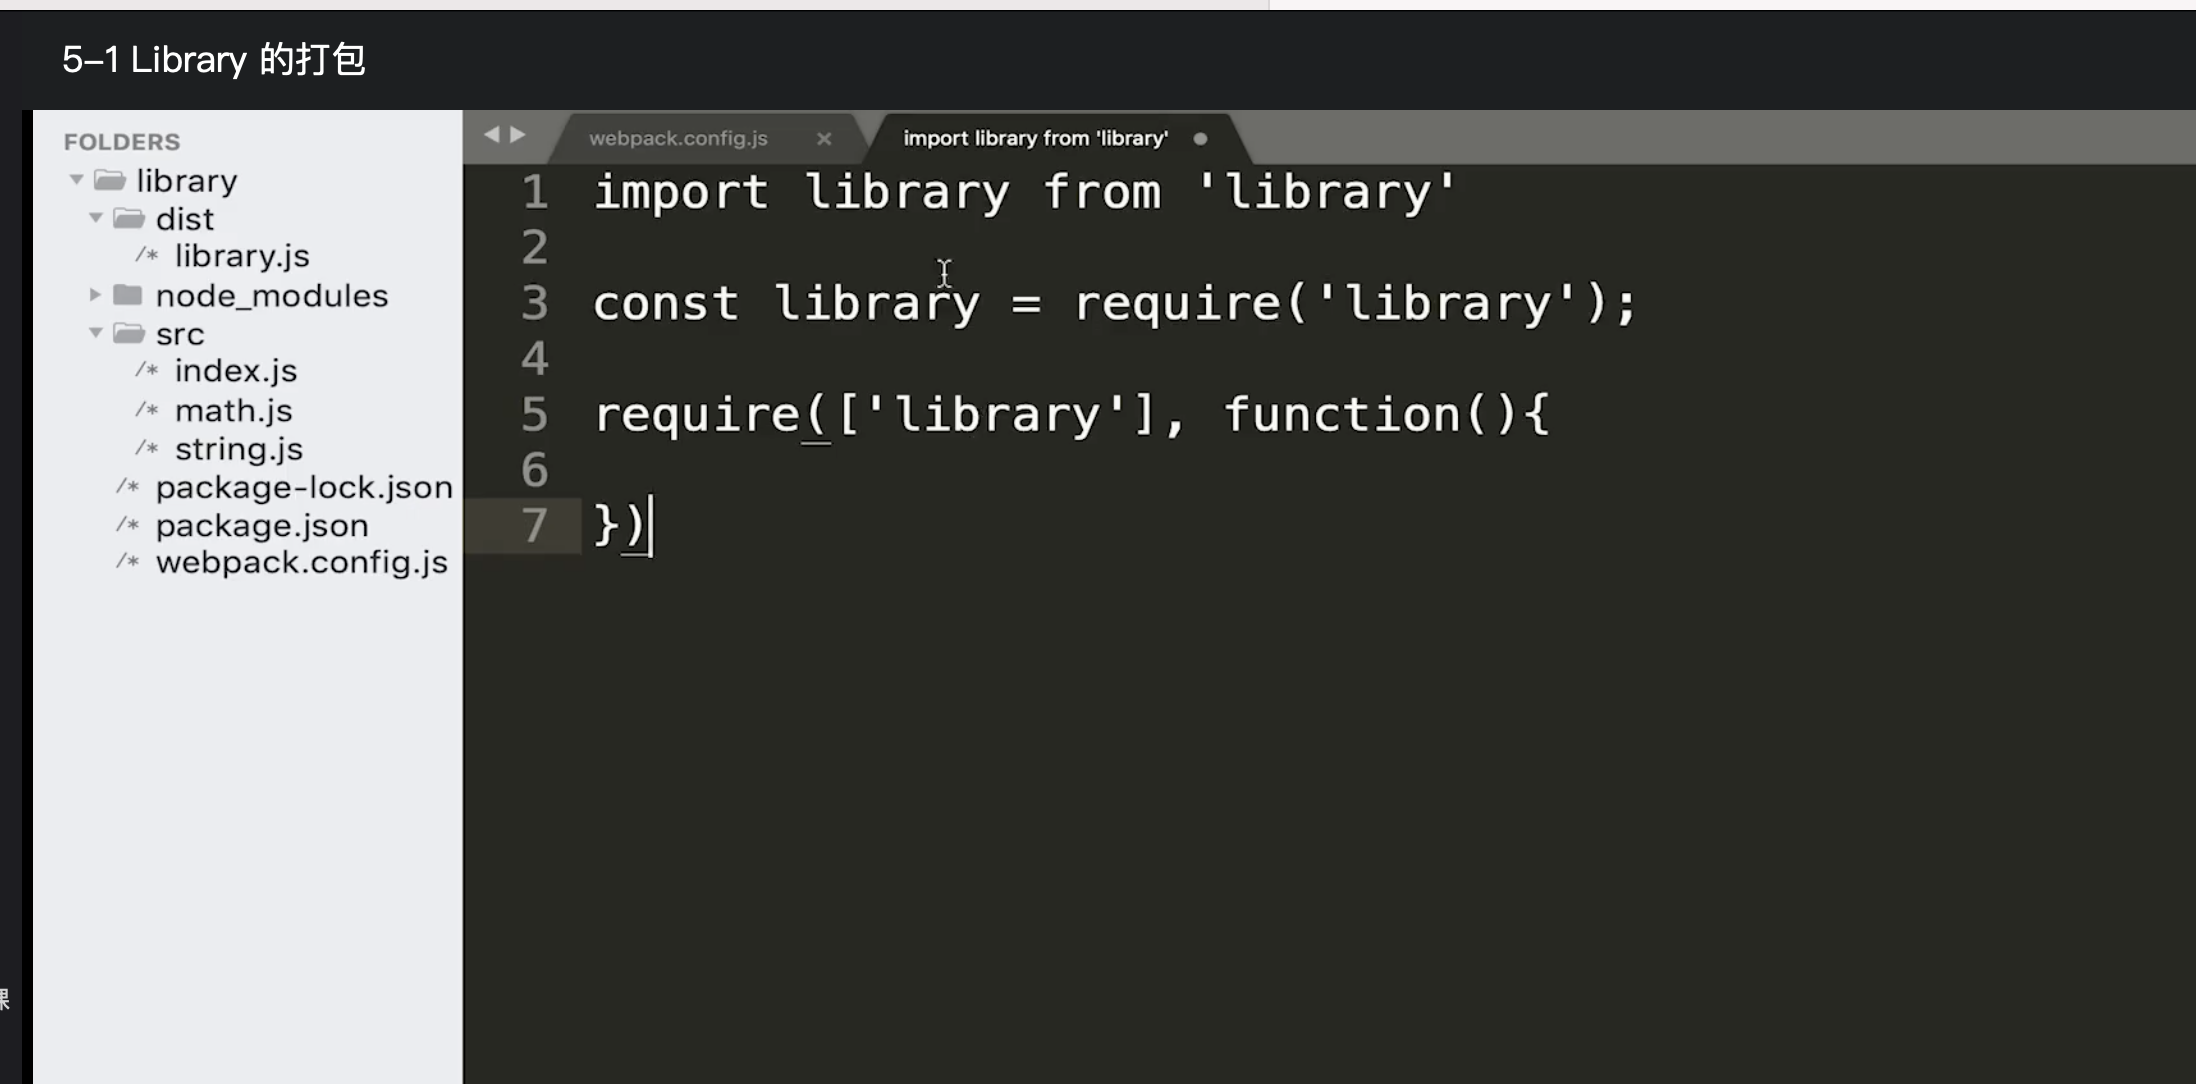 5–1 Library 的打包
FOLDERS
library
dist
/* library.js
node_modules
src
/* index.js
/* math.js
/* string.js
/* package-lock.json
/* package.json
/* webpack.config.js
webpack.config.js ×
import library from 'library'
1 import library from 'library'
2
3 const library = require('library');
4
5 require(['library'], function(){
6
7 })